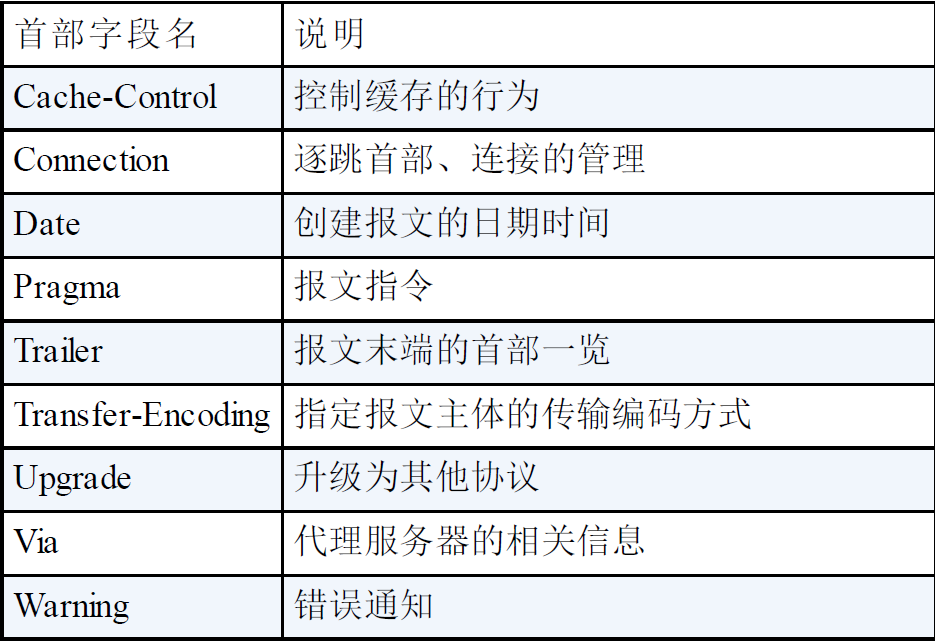 首部字段名 说明
Cache-Control 控制缓存的行为
Connection 逐跳首部、连接的管理
Date 创建报文的日期时间
Pragma 报文指令
Trailer 报文末端的首部一览
Transfer-Encoding 指定报文主体的传输编码方式
Upgrade 升级为其他协议
Via 代理服务器的相关信息
Warning 错误通知